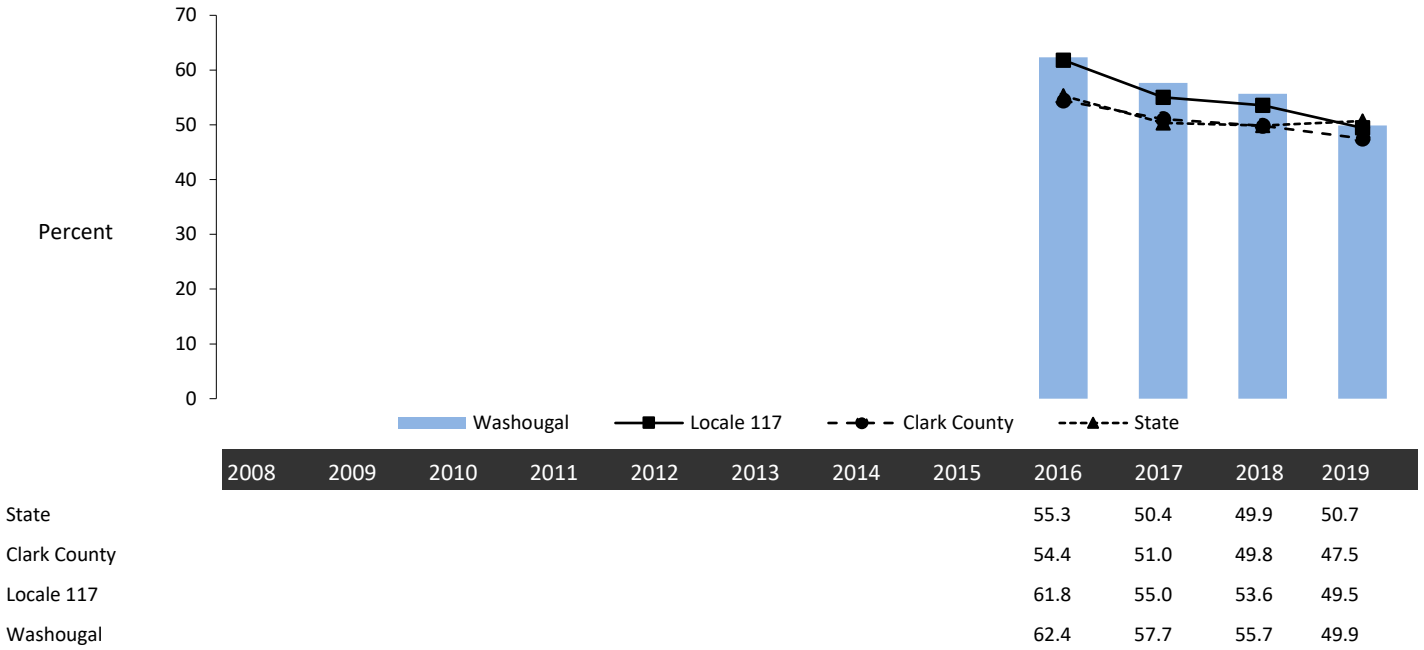 70
60
50
40
Percent
30
20
10
0
Washougal Locale 117 Clark County State
2008 2009 2010 2011 2012 2013 2014 2015 2016 2017 2018 2019
State 55.3 50.4 49.9 50.7
Clark County 54.4 51.0 49.8 47.5
Locale 117 61.8 55.0 53.6 49.5
Washougal 62.4 57.7 55.7 49.9